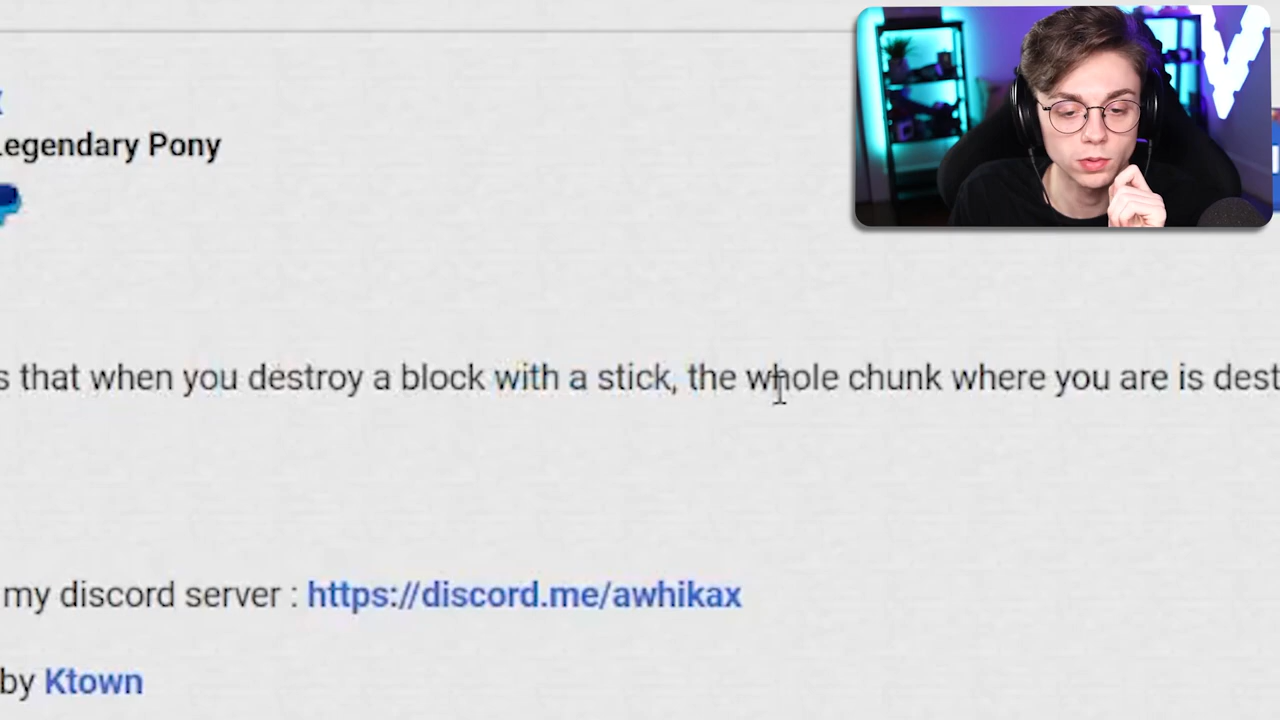 Legendary Pony
s that when you destroy a block with a stick, the whole chunk where you are is dest
my discord server : https://discord.me/awhikax
by Ktown